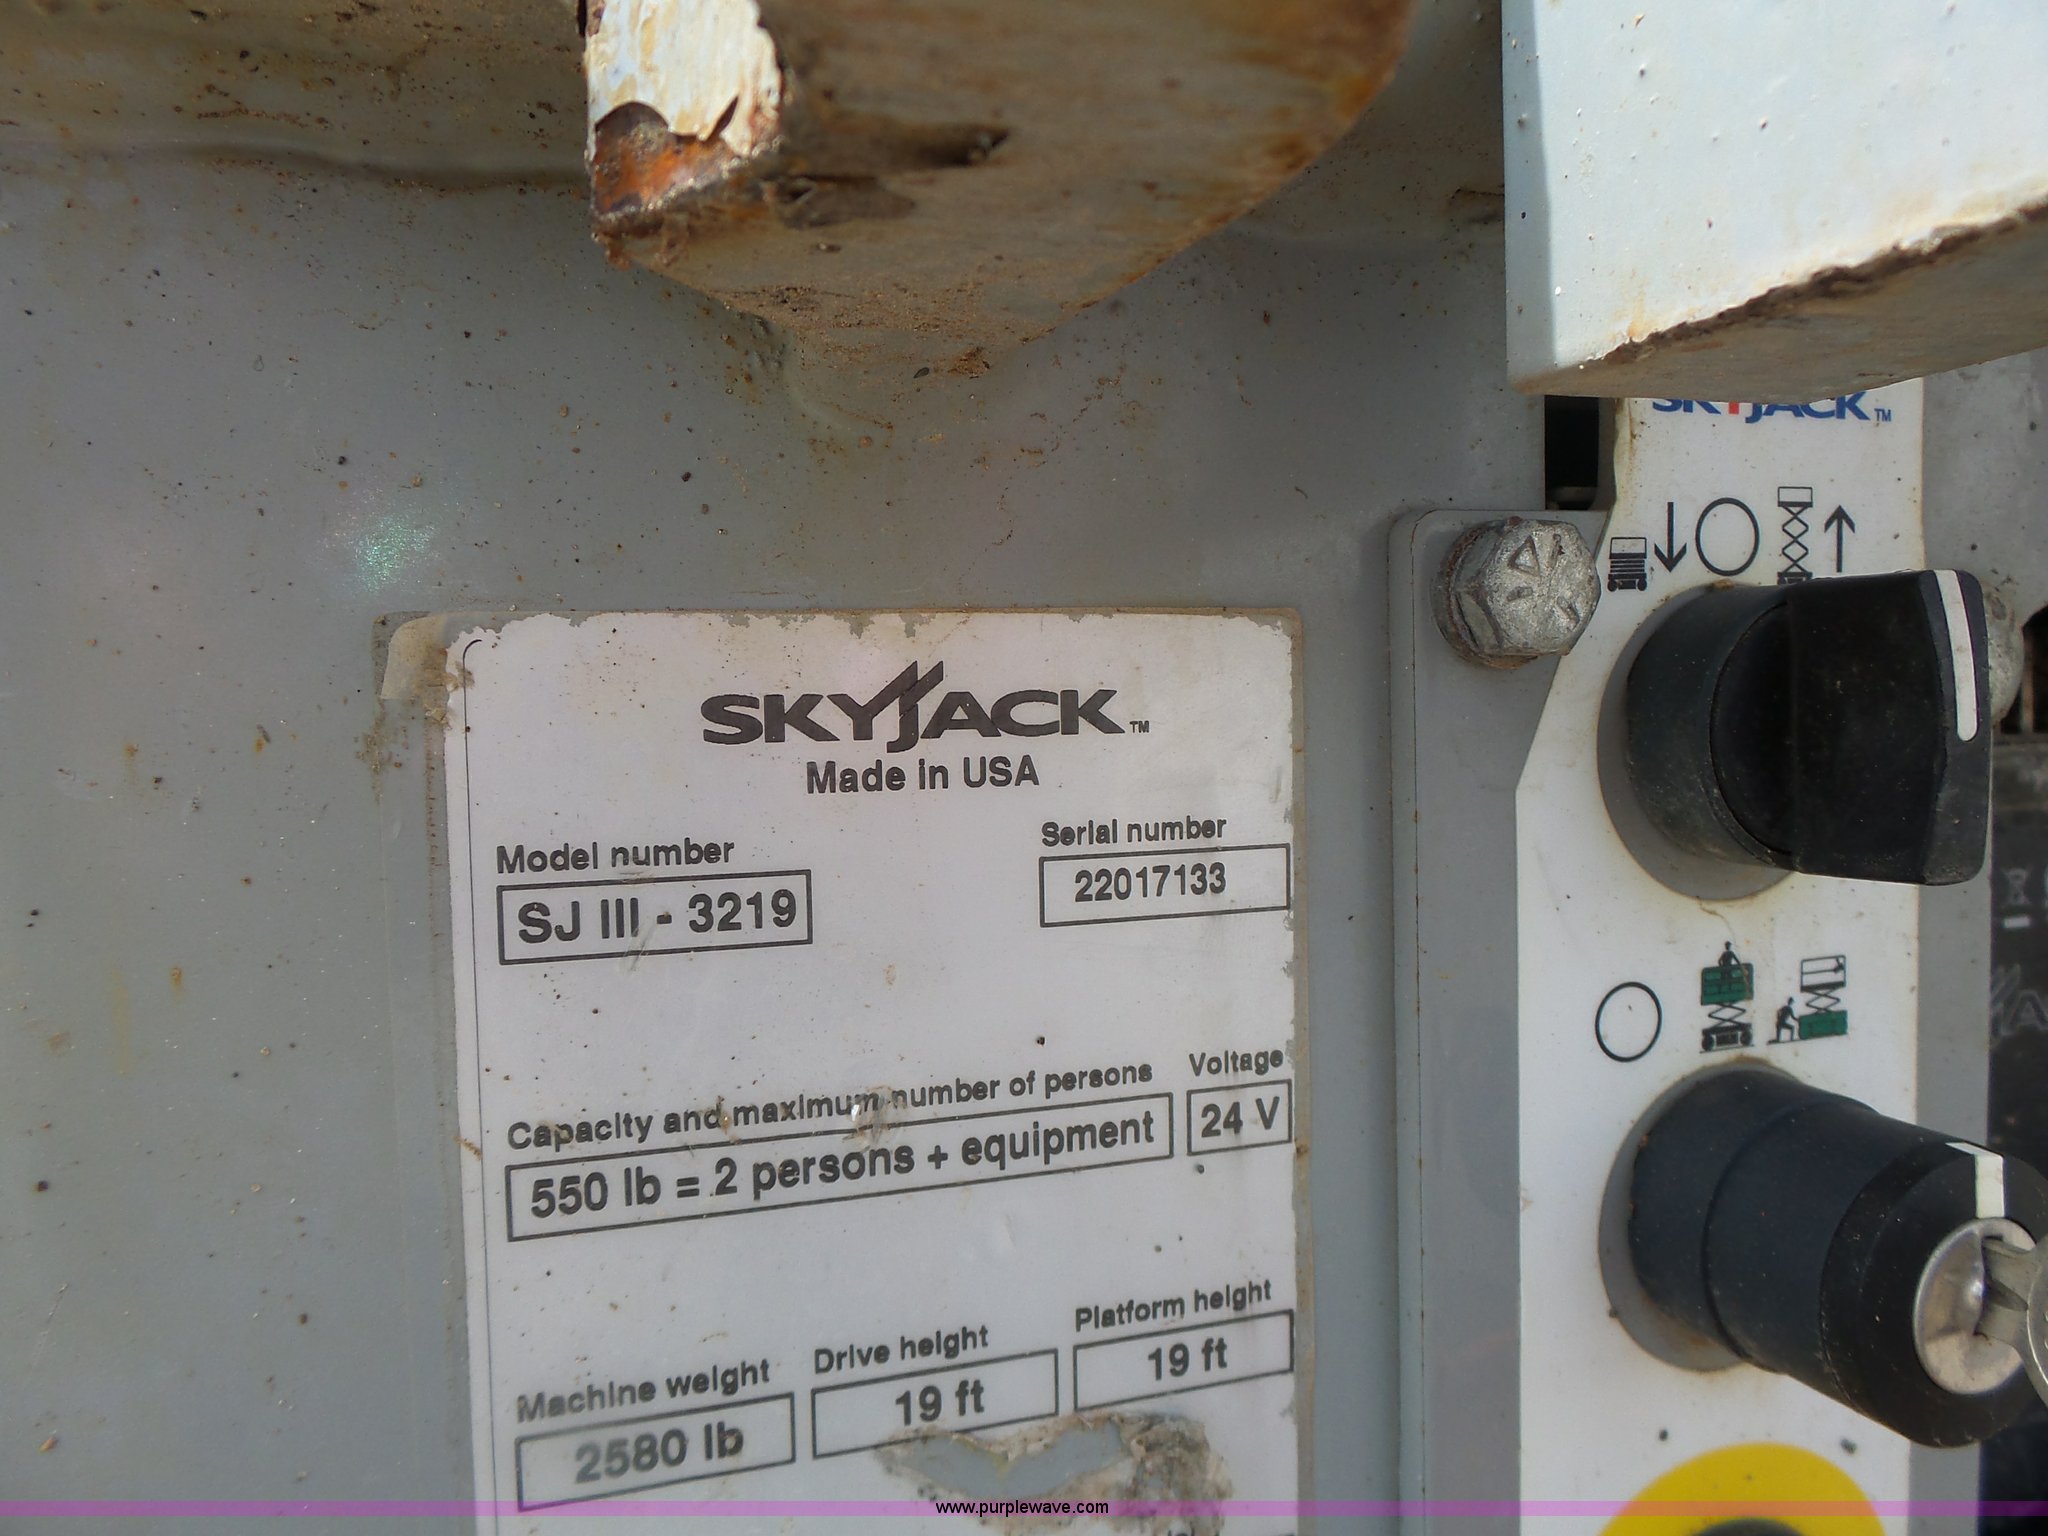 SKYJACK™
SKYJACK™
Made in USA
Model number
SJ III - 3219
Serial number
22017133
Capacity and maximum number of persons
550 lb = 2 persons + equipment
Voltage
24 V
Machine weight
2580 lb
Drive height
19 ft
Platform height
19 ft
www.purplewave.com